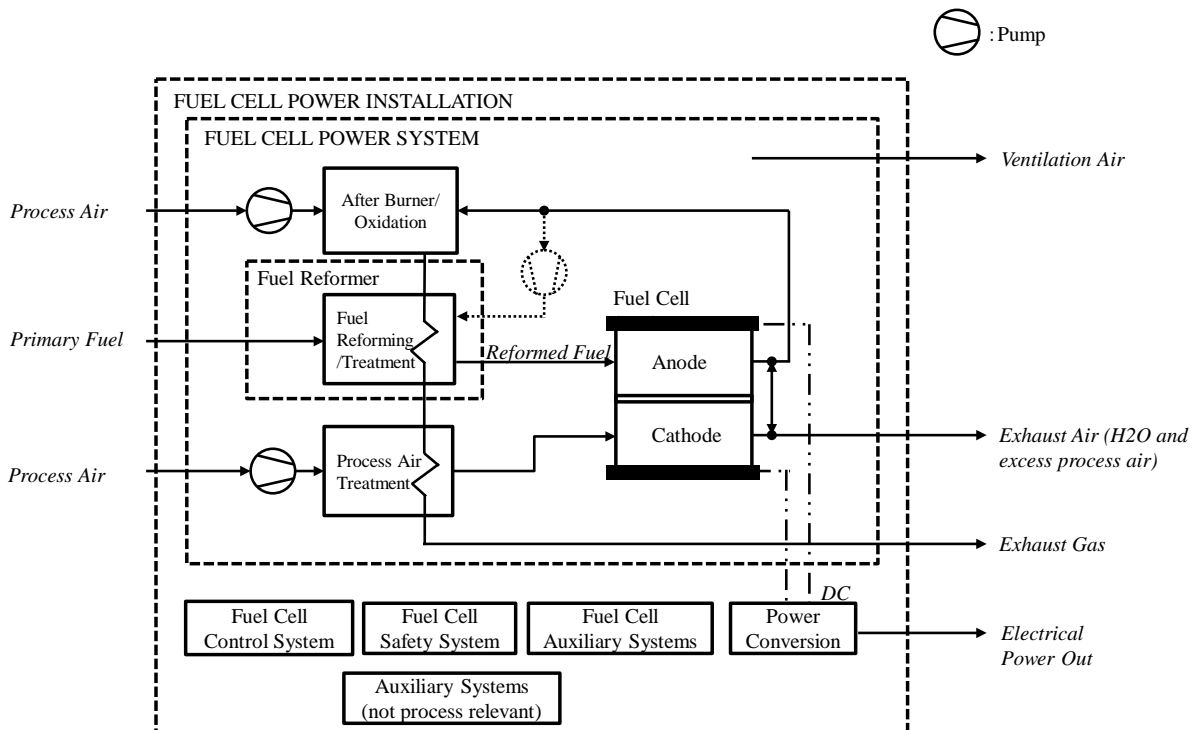 : Pump
FUEL CELL POWER INSTALLATION
FUEL CELL POWER SYSTEM
Ventilation Air
Process Air
After Burner/
Oxidation
Fuel Reformer
Fuel Cell
Primary Fuel
Fuel
Reforming
/Treatment
Reformed Fuel
Anode
Cathode
Exhaust Air (H2O and
excess process air)
Process Air
Process Air
Treatment
Exhaust Gas
DC
Fuel Cell
Control System
Fuel Cell
Safety System
Fuel Cell
Auxiliary Systems
Power
Conversion
Electrical
Power Out
Auxiliary Systems
(not process relevant)